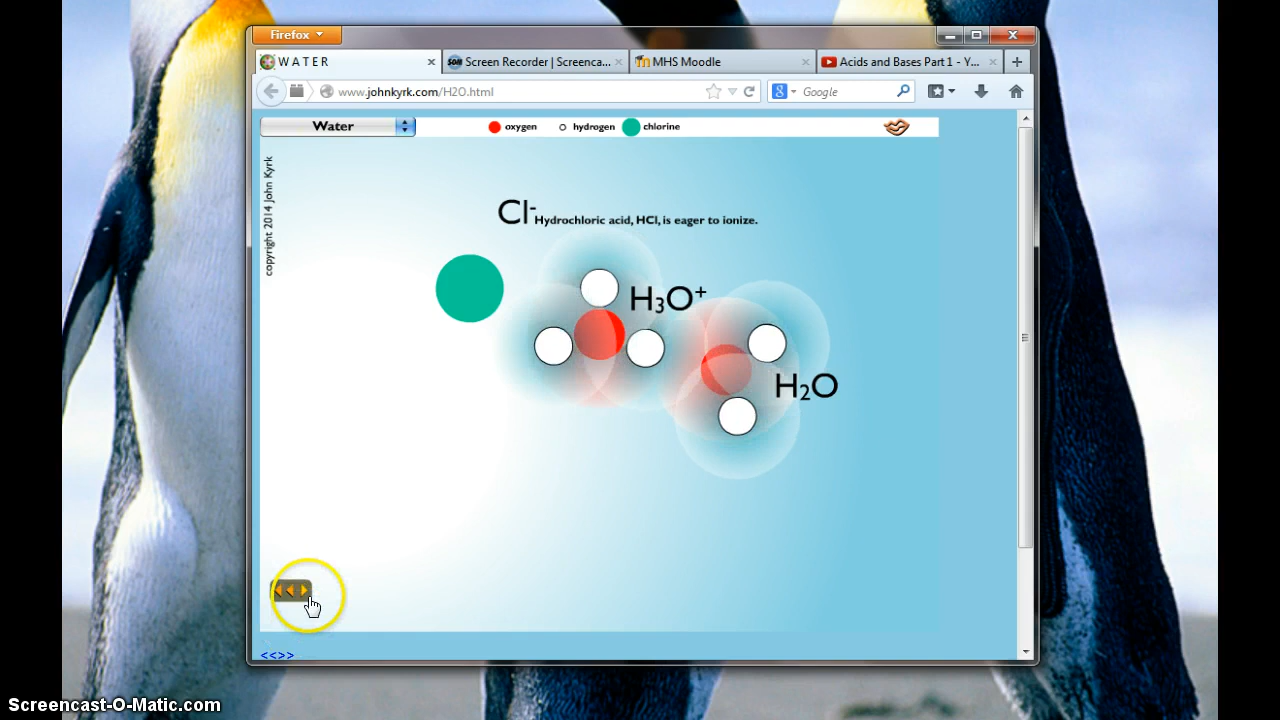 Firefox
WATER
Screen Recorder | Screenca...
MHS Moodle
Acids and Bases Part 1 - Y...
www.johnkyrk.com/H2O.html
Google
Water
oxygen
hydrogen
chlorine
copyright 2014 John Kyrk
Cl-
Hydrochloric acid, HCl, is eager to ionize.
H₃O⁺
H₂O
<<>>
Screencast-O-Matic.com